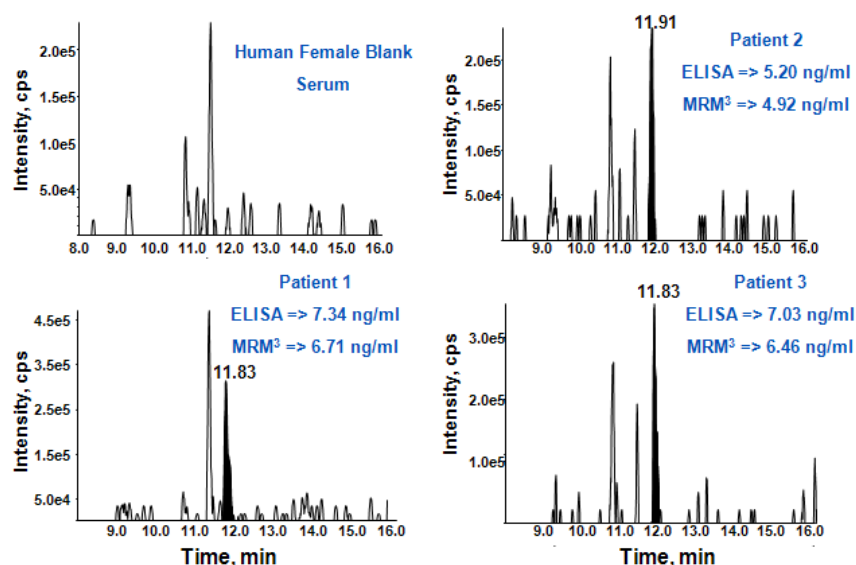 Human Female Blank
Serum
Intensity, cps
2.0e5
1.5e5
1.0e5
5.0e4
8.0 9.0 10.0 11.0 12.0 13.0 14.0 15.0 16.0
11.91
Patient 2
ELISA => 5.20 ng/ml
MRM³ => 4.92 ng/ml
Intensity, cps
2.0e5
1.5e5
1.0e5
5.0e4
9.0 10.0 11.0 12.0 13.0 14.0 15.0 16.0
Patient 1
ELISA => 7.34 ng/ml
MRM³ => 6.71 ng/ml
11.83
Intensity, cps
4.5e5
3.5e5
2.5e5
1.5e5
5.0e4
9.0 10.0 11.0 12.0 13.0 14.0 15.0 16.0
Time, min
Patient 3
11.83
ELISA => 7.03 ng/ml
MRM³ => 6.46 ng/ml
Intensity, cps
3.0e5
2.0e5
1.0e5
9.0 10.0 11.0 12.0 13.0 14.0 15.0 16.0
Time, min